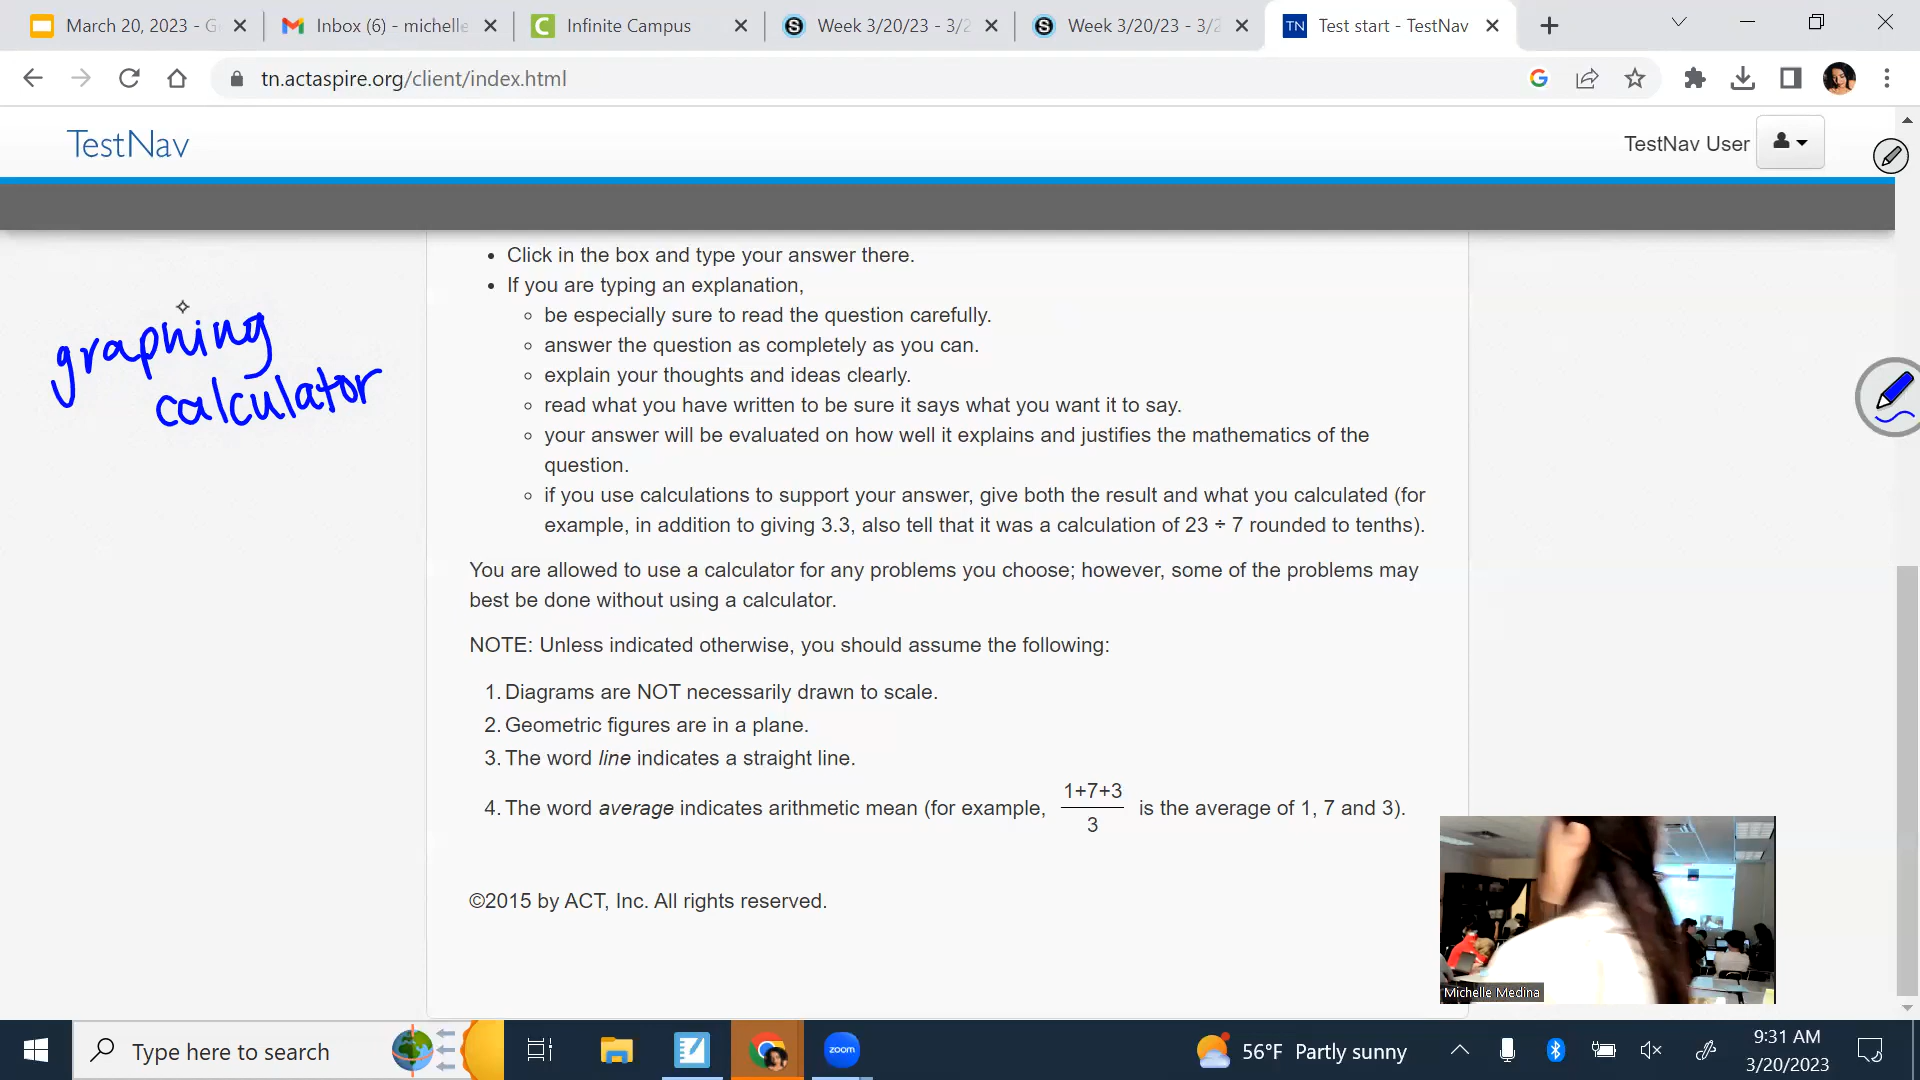 March 20, 2023 - G
Inbox (6) - michelle
Infinite Campus
Week 3/20/23 - 3/2
Week 3/20/23 - 3/2
TN Test start - TestNav
tn.actaspire.org/client/index.html
TestNav
TestNav User
• Click in the box and type your answer there.
• If you are typing an explanation,
be especially sure to read the question carefully.
answer the question as completely as you can.
explain your thoughts and ideas clearly.
read what you have written to be sure it says what you want it to say.
your answer will be evaluated on how well it explains and justifies the mathematics of the
question.
if you use calculations to support your answer, give both the result and what you calculated (for
example, in addition to giving 3.3, also tell that it was a calculation of 23 ÷ 7 rounded to tenths).
graphing
calculator
You are allowed to use a calculator for any problems you choose; however, some of the problems may
best be done without using a calculator.
NOTE: Unless indicated otherwise, you should assume the following:
1. Diagrams are NOT necessarily drawn to scale.
2. Geometric figures are in a plane.
3. The word line indicates a straight line.
4. The word average indicates arithmetic mean (for example, 1+7+3/3 is the average of 1, 7 and 3).
©2015 by ACT, Inc. All rights reserved.
Michelle Medina
Type here to search
zoom
56°F Partly sunny
9:31 AM
3/20/2023